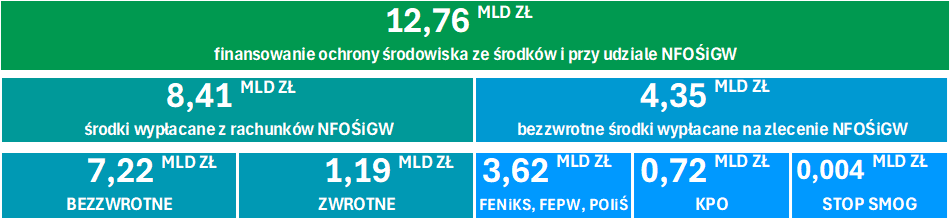 12,76 MLD ZŁ
finansowanie ochrony środowiska ze środków i przy udziale NFOŚiGW
8,41 MLD ZŁ
środki wypłacane z rachunków NFOŚiGW
4,35 MLD ZŁ
bezzwrotne środki wypłacane na zlecenie NFOŚiGW
7,22 MLD ZŁ
BEZZWROTNE
1,19 MLD ZŁ
ZWROTNE
3,62 MLD ZŁ
FENiKS, FEPW, POIiŚ
0,72 MLD ZŁ
KPO
0,004 MLD ZŁ
STOP SMOG